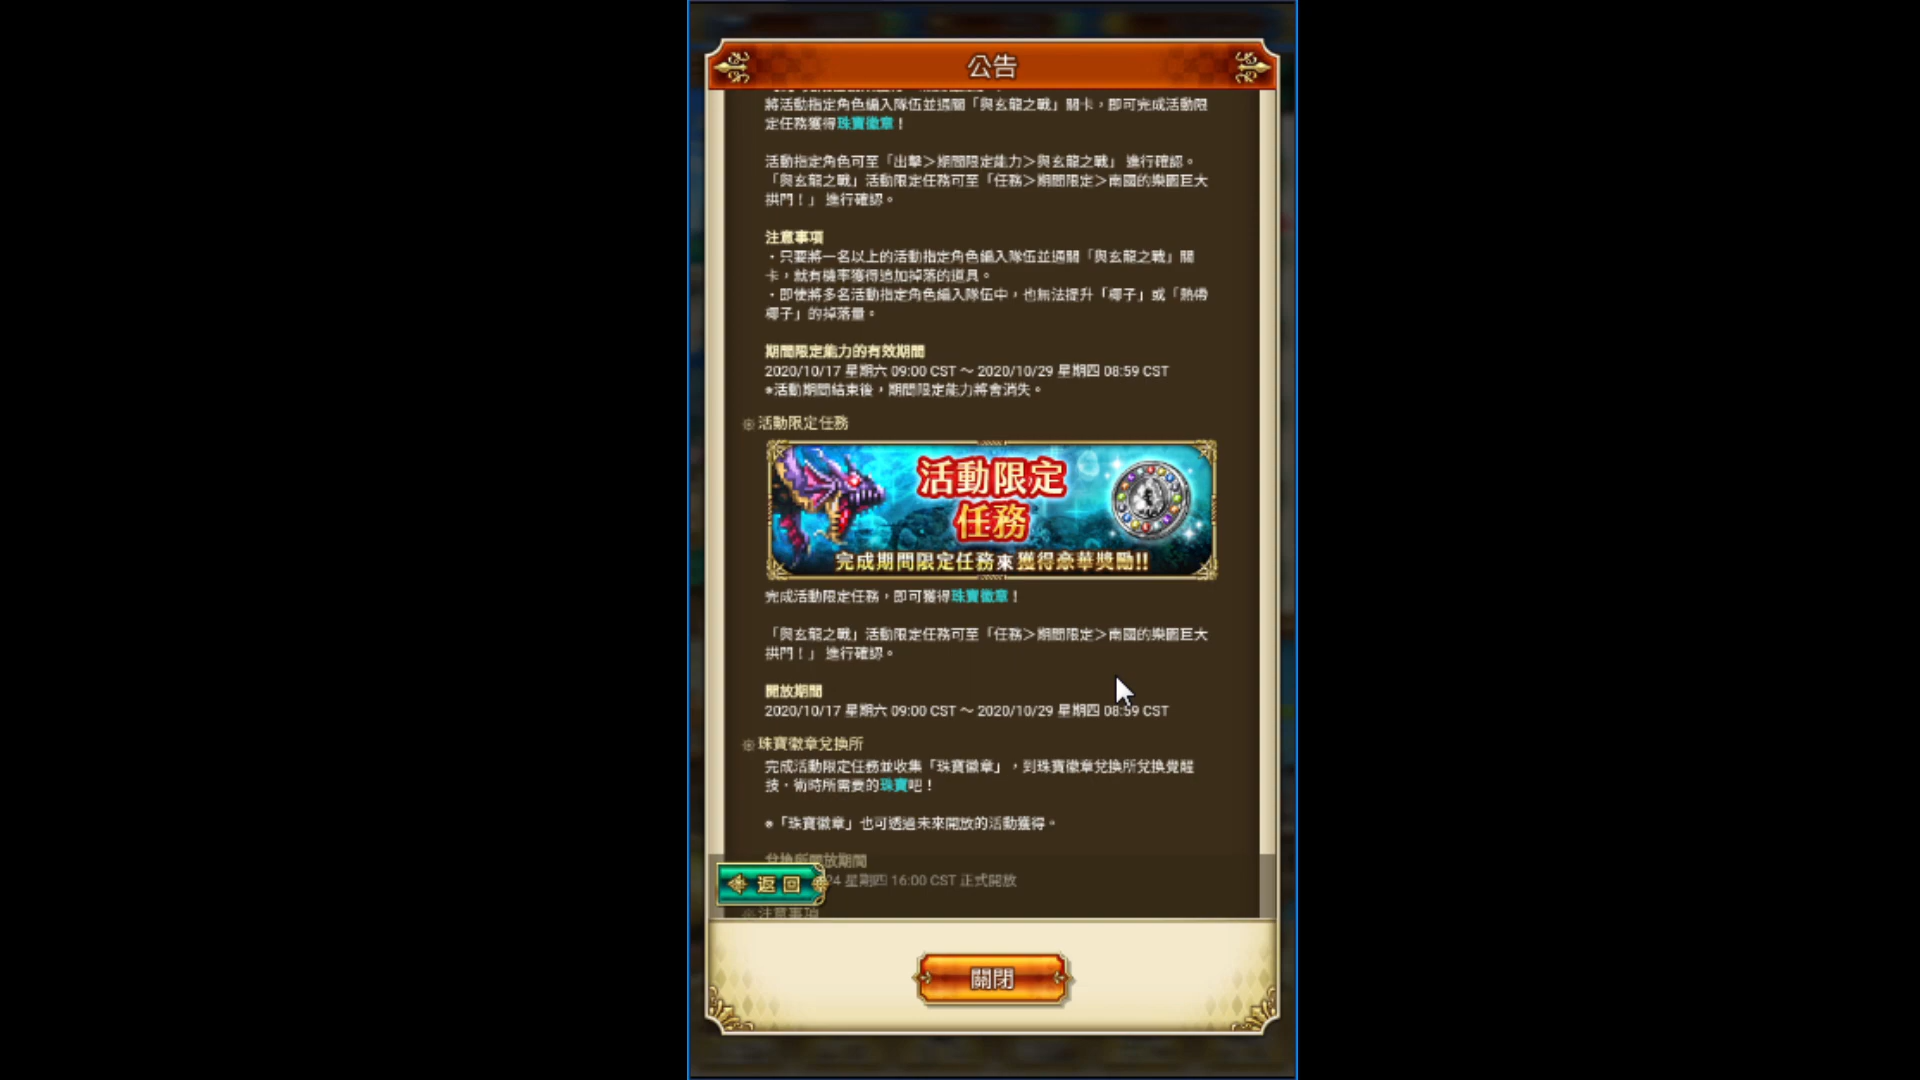 公告
將活動指定角色編入隊伍並通關「與玄龍之戰」關卡，即可完成活動限
定任務獲得珠寶徽章！
活動指定角色可至「出擊＞期間限定能力＞與玄龍之戰」 進行確認。
「與玄龍之戰」活動限定任務可至「任務＞期間限定＞南國的樂園巨大
拱門！」 進行確認。
注意事項
・只要將一名以上的活動指定角色編入隊伍並通關「與玄龍之戰」關
卡，就有機率獲得追加掉落的道具。
・即使將多名活動指定角色編入隊伍中，也無法提升「椰子」或「熱帶
椰子」的掉落量。
期間限定能力的有效期間
2020/10/17 星期六 09:00 CST ～ 2020/10/29 星期四 08:59 CST
※活動期間結束後，期間限定能力將會消失。
活動限定任務
活動限定
任務
完成期間限定任務來獲得豪華獎勵!!
完成活動限定任務，即可獲得珠寶徽章！
「與玄龍之戰」活動限定任務可至「任務＞期間限定＞南國的樂園巨大
拱門！」 進行確認。
開放期間
2020/10/17 星期六 09:00 CST ～ 2020/10/29 星期四 08:59 CST
珠寶徽章兌換所
完成活動限定任務並收集「珠寶徽章」，到珠寶徽章兌換所兌換覺醒
技・術時所需要的珠寶吧！
※「珠寶徽章」也可透過未來開放的活動獲得。
兌換所開放期間
24 星期四 16:00 CST 正式開放
返回
注意事項
關閉